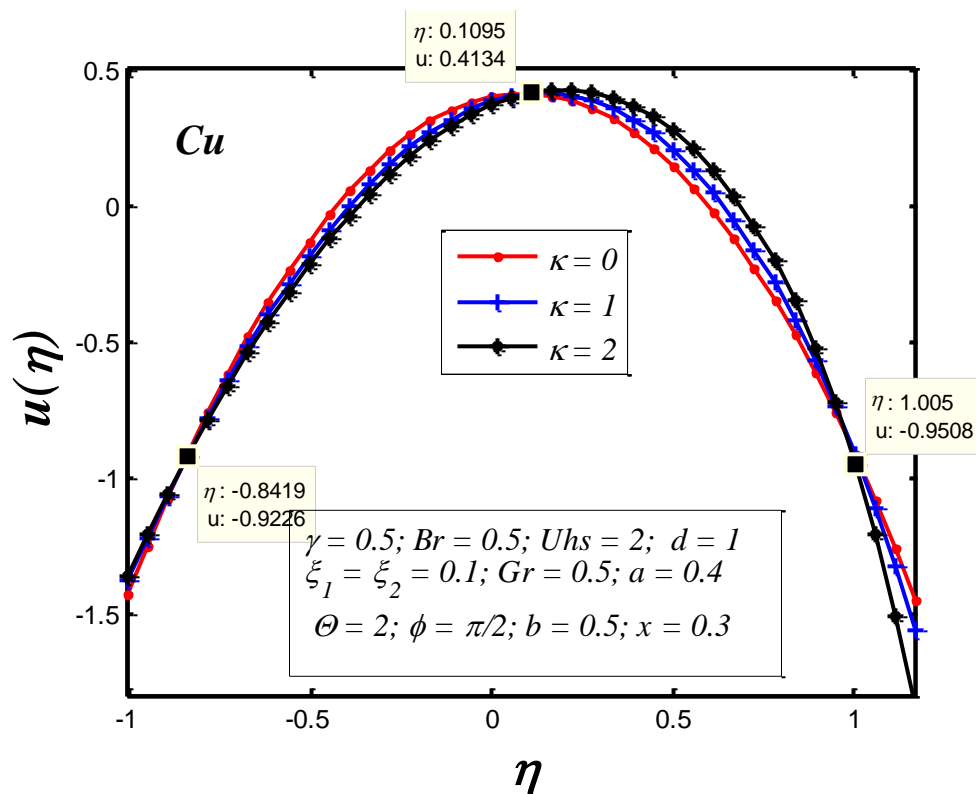 η: 0.1095
u: 0.4134
0.5
0
-0.5
-1
-1.5
u(η)
Cu
κ = 0
κ = 1
κ = 2
η: 1.005
u: -0.9508
η: -0.8419
u: -0.9226
γ = 0.5; Br = 0.5; Uhs = 2; d = 1
ξ₁ = ξ₂ = 0.1; Gr = 0.5; a = 0.4
Θ = 2; ϕ = π/2; b = 0.5; x = 0.3
-1 -0.5 0 0.5 1
η